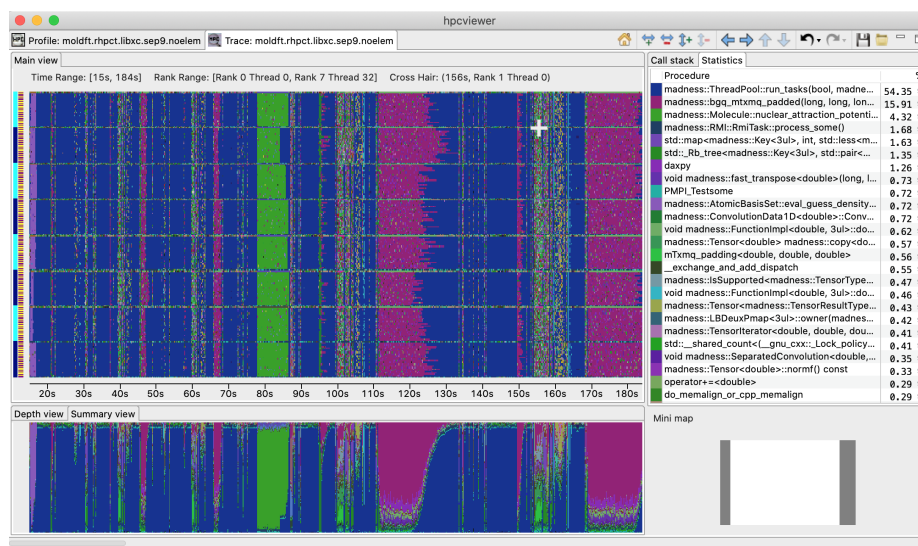 hpcviewer
Profile: moldft.rhpct.libxc.sep9.noelem Trace: moldft.rhpct.libxc.sep9.noelem
Main view
Time Range: [15s, 184s] Rank Range: [Rank 0 Thread 0, Rank 7 Thread 32] Cross Hair: (156s, Rank 1 Thread 0)
20s 30s 40s 50s 60s 70s 80s 90s 100s 110s 120s 130s 140s 150s 160s 170s 180s
Depth view Summary view
Call stack Statistics
Procedure %
madness::ThreadPool::run_tasks(bool, madne... 54.35
madness::bgq_mtxmq_padded(long, long, lon... 15.91
madness::Molecule::nuclear_attraction_potenti... 4.32
madness::RMI::RmiTask::process_some() 1.68
std::map<madness::Key<3ul>, int, std::less<m... 1.63
std::_Rb_tree<madness::Key<3ul>, std::pair<... 1.35
daxpy 1.26
void madness::fast_transpose<double>(long, l... 0.73
PMPI_Testsome 0.72
madness::AtomicBasisSet::eval_guess_density... 0.72
madness::ConvolutionData1D<double>::Conv... 0.72
void madness::FunctionImpl<double, 3ul>::do... 0.62
madness::Tensor<double> madness::copy<do... 0.57
mTxmq_padding<double, double, double> 0.56
__exchange_and_add_dispatch 0.55
madness::IsSupported<madness::TensorType... 0.47
void madness::FunctionImpl<double, 3ul>::do... 0.46
madness::Tensor<madness::TensorResultType... 0.43
madness::LBDeuxPmap<3ul>::owner(madnes... 0.42
madness::TensorIterator<double, double, dou... 0.41
std::__shared_count<(__gnu_cxx::_Lock_policy... 0.41
void madness::SeparatedConvolution<double,... 0.35
madness::Tensor<double>::normf() const 0.33
operator+=<double> 0.29
do_memalign_or_cpp_memalign 0.29
Mini map